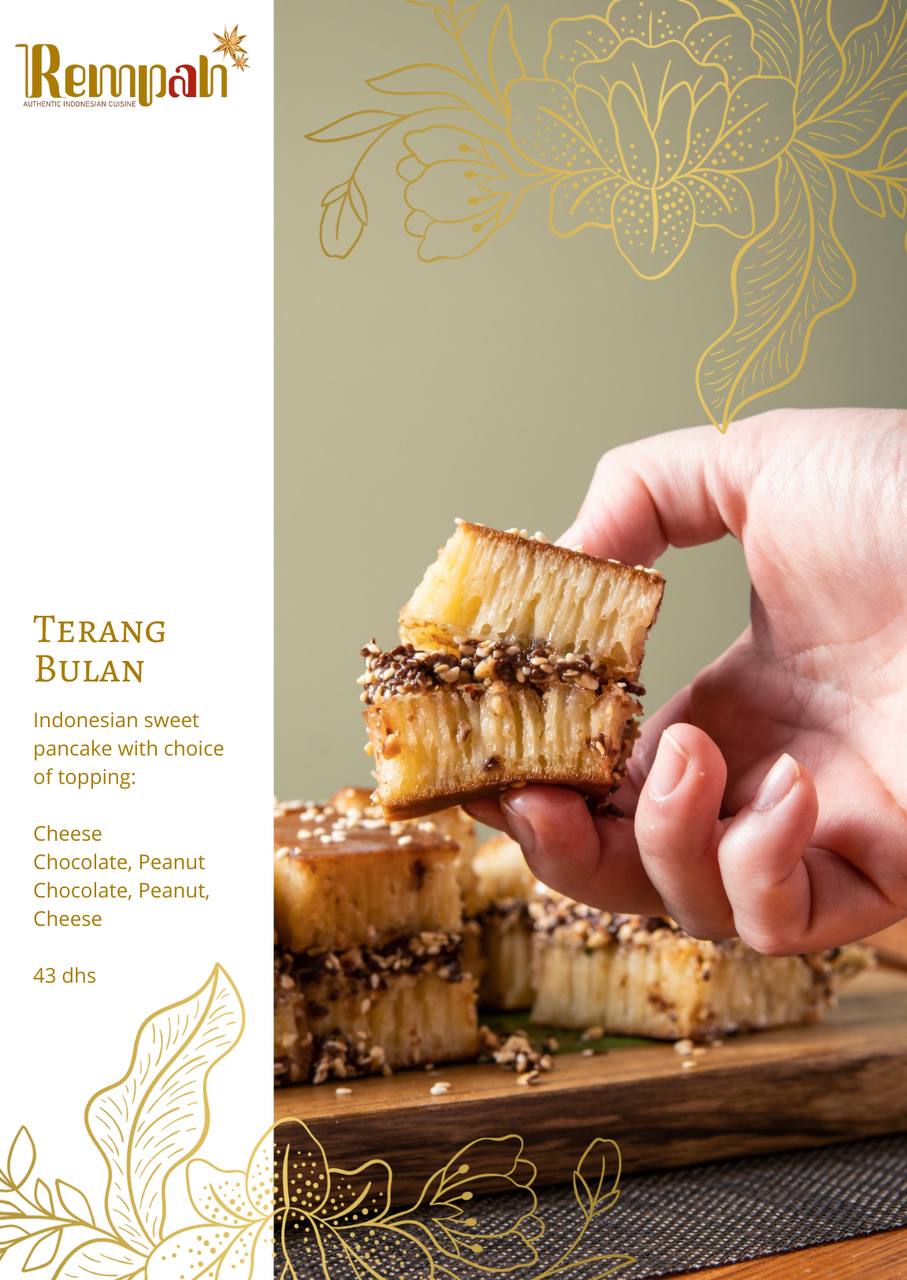 Rempah
AUTHENTIC INDONESIAN CUISINE
TERANG
BULAN
Indonesian sweet
pancake with choice
of topping:
Cheese
Chocolate, Peanut
Chocolate, Peanut,
Cheese
43 dhs